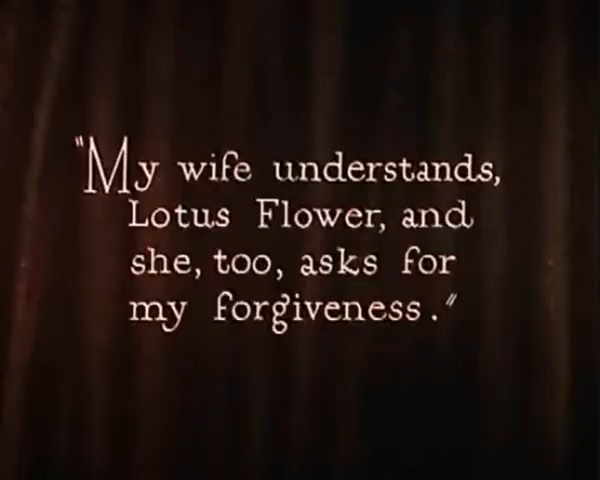 "My wife understands,
Lotus Flower, and
she, too, asks for
my forgiveness."